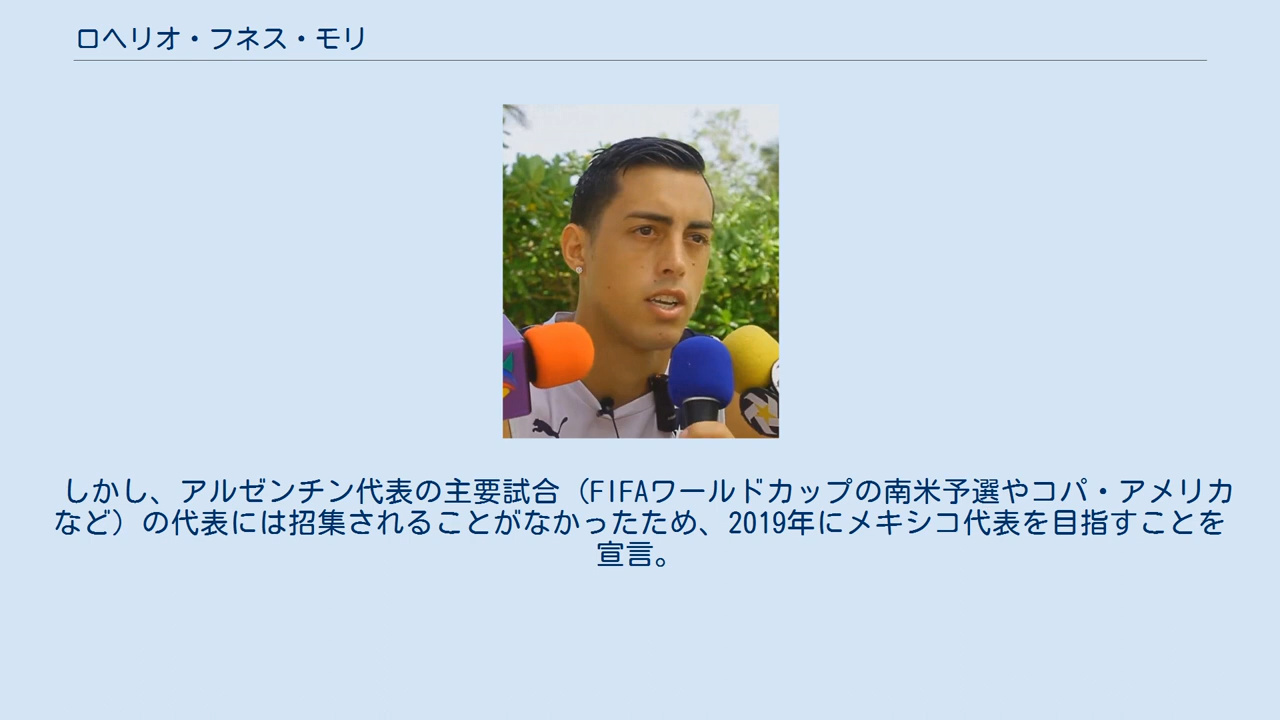 ロヘリオ・フネス・モリ
しかし、アルゼンチン代表の主要試合（FIFAワールドカップの南米予選やコパ・アメリカ
など）の代表には招集されることがなかったため、2019年にメキシコ代表を目指すことを
宣言。